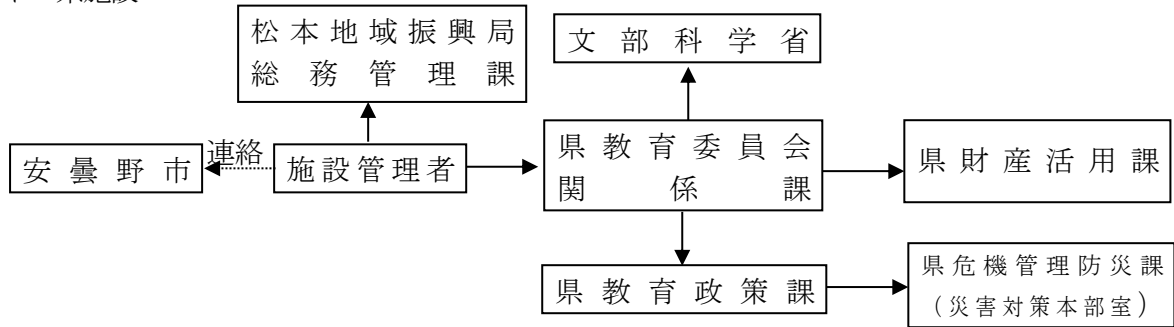 松本地域振興局
総務管理課
文部科学省
安曇野市
連絡
施設管理者
県教育委員会
関係課
県財産活用課
県教育政策課
県危機管理防災課
（災害対策本部室）